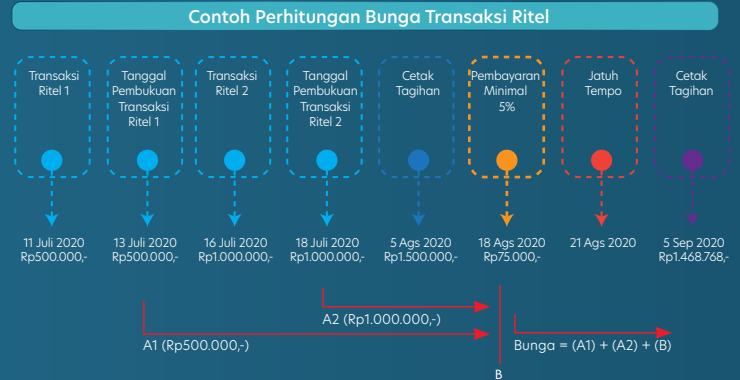 Contoh Perhitungan Bunga Transaksi Ritel
Transaksi
Ritel 1
Tanggal
Pembukuan
Transaksi
Ritel 1
Transaksi
Ritel 2
Tanggal
Pembukuan
Transaksi
Ritel 2
Cetak
Tagihan
Pembayaran
Minimal
5%
Jatuh
Tempo
Cetak
Tagihan
11 Juli 2020
Rp500.000,-
13 Juli 2020
Rp500.000,-
16 Juli 2020
Rp1.000.000,-
18 Juli 2020
Rp1.000.000,-
5 Ags 2020
Rp1.500.000,-
18 Ags 2020
Rp75.000,-
21 Ags 2020
5 Sep 2020
Rp1.468.768,-
A2 (Rp1.000.000,-)
A1 (Rp500.000,-)
Bunga = (A1) + (A2) + (B)
B